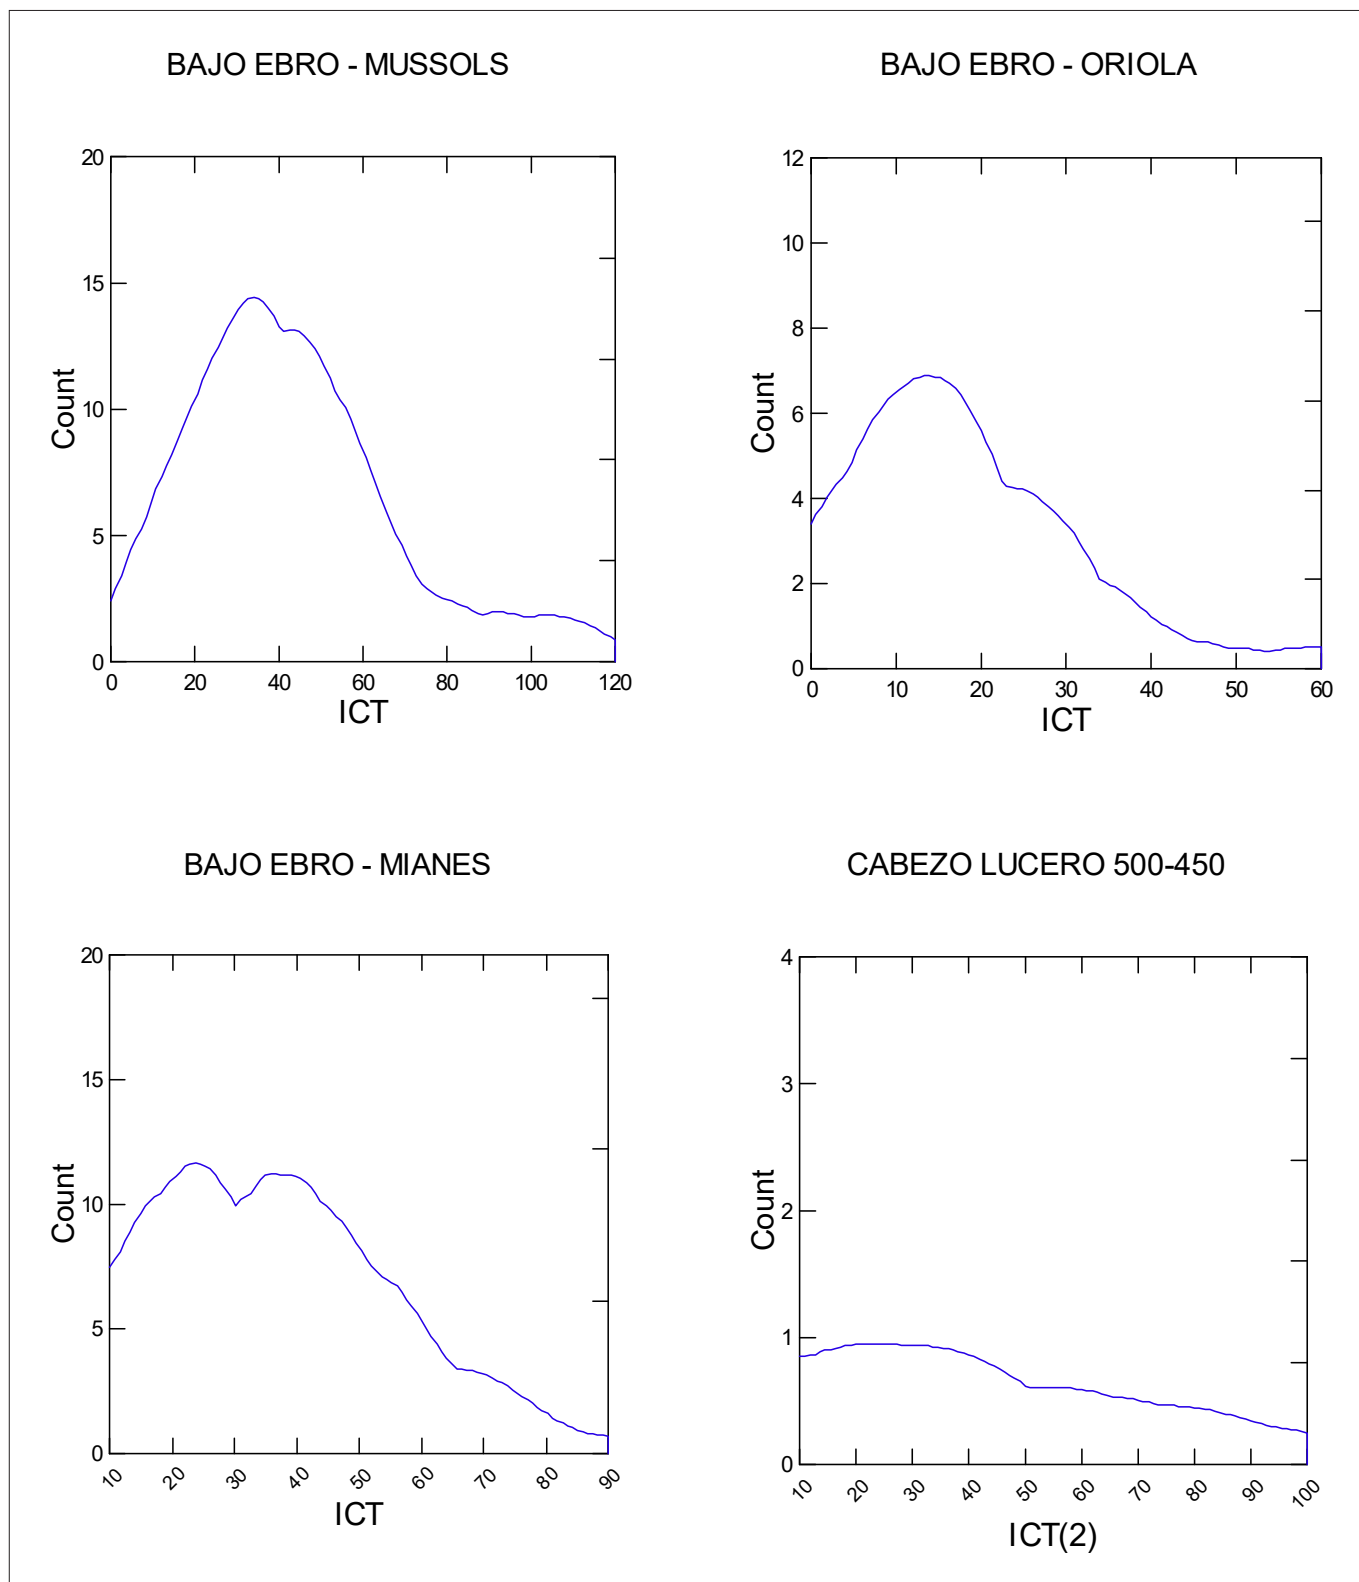 BAJO EBRO - MUSSOLS
20
15
10
5
0
Count
0 20 40 60 80 100 120
ICT
BAJO EBRO - ORIOLA
12
10
8
6
4
2
0
Count
0 10 20 30 40 50 60
ICT
BAJO EBRO - MIANES
20
15
10
5
0
Count
10 20 30 40 50 60 70 80 90
ICT
CABEZO LUCERO 500-450
4
3
2
1
0
Count
10 20 30 40 50 60 70 80 90 100
ICT(2)